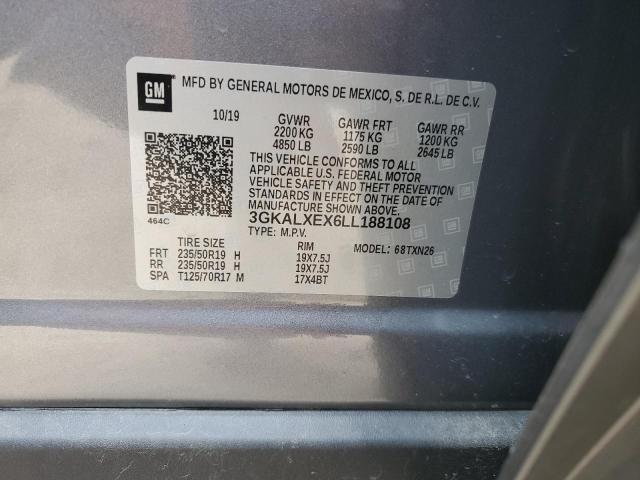 GM
MFD BY GENERAL MOTORS DE MEXICO, S. DE R.L. DE C.V.
10/19 GVWR GAWR FRT GAWR RR
2200 KG 1175 KG 1200 KG
4850 LB 2590 LB 2645 LB
THIS VEHICLE CONFORMS TO ALL
APPLICABLE U.S. FEDERAL MOTOR
VEHICLE SAFETY AND THEFT PREVENTION
STANDARDS IN EFFECT ON THE DATE
OF MANUFACTURE SHOWN ABOVE.
464C 3GKALXEX6LL188108
TYPE: M.P.V. MODEL: 68TXN26
TIRE SIZE RIM
FRT 235/50R19 H 19X7.5J
RR 235/50R19 H 19X7.5J
SPA T125/70R17 M 17X4BT